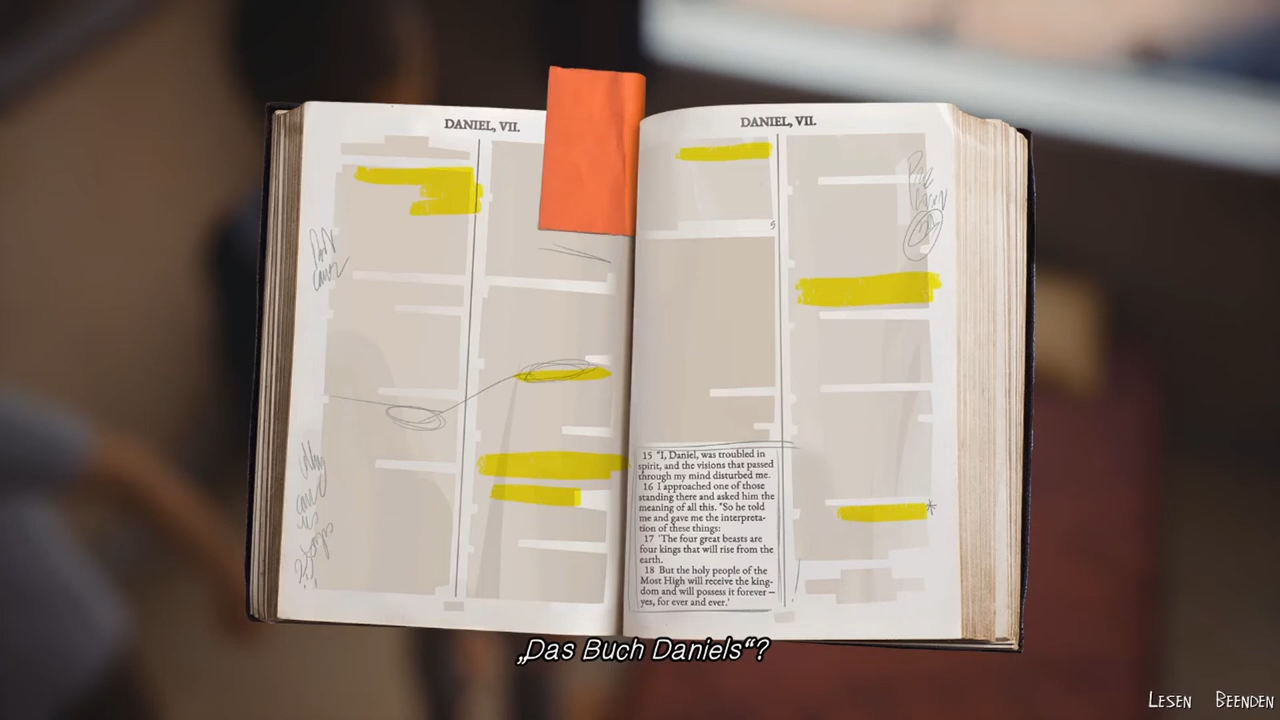 DANIEL, VII.
DANIEL, VII.
5
15 "I, Daniel, was troubled in
spirit, and the visions that passed
through my mind disturbed me.
16 I approached one of those
standing there and asked him the
meaning of all this. "So he told
me and gave me the interpreta-
tion of these things:
17 'The four great beasts are
four kings that will rise from the
earth.
18 But the holy people of the
Most High will receive the king-
dom and will possess it forever –
yes, for ever and ever.'
„Das Buch Daniels“?
LESEN BEENDEN